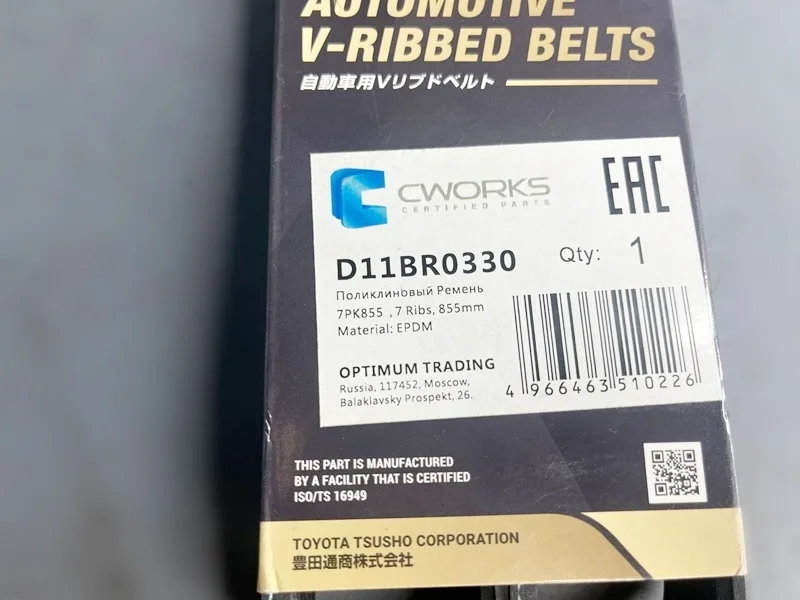 AUTOMOTIVE
V-RIBBED BELTS
自動車用Vリブドベルト
CWORKS
CERTIFIED PARTS
EAC
D11BR0330
Qty: 1
Поликлиновый Ремень
7PK855 , 7 Ribs, 855mm
Material: EPDM
OPTIMUM TRADING
Russia, 117452, Moscow,
Balaklavsky Prospekt, 26.
4 966463 510226
THIS PART IS MANUFACTURED
BY A FACILITY THAT IS CERTIFIED
ISO/TS 16949
TOYOTA TSUSHO CORPORATION
豊田通商株式会社